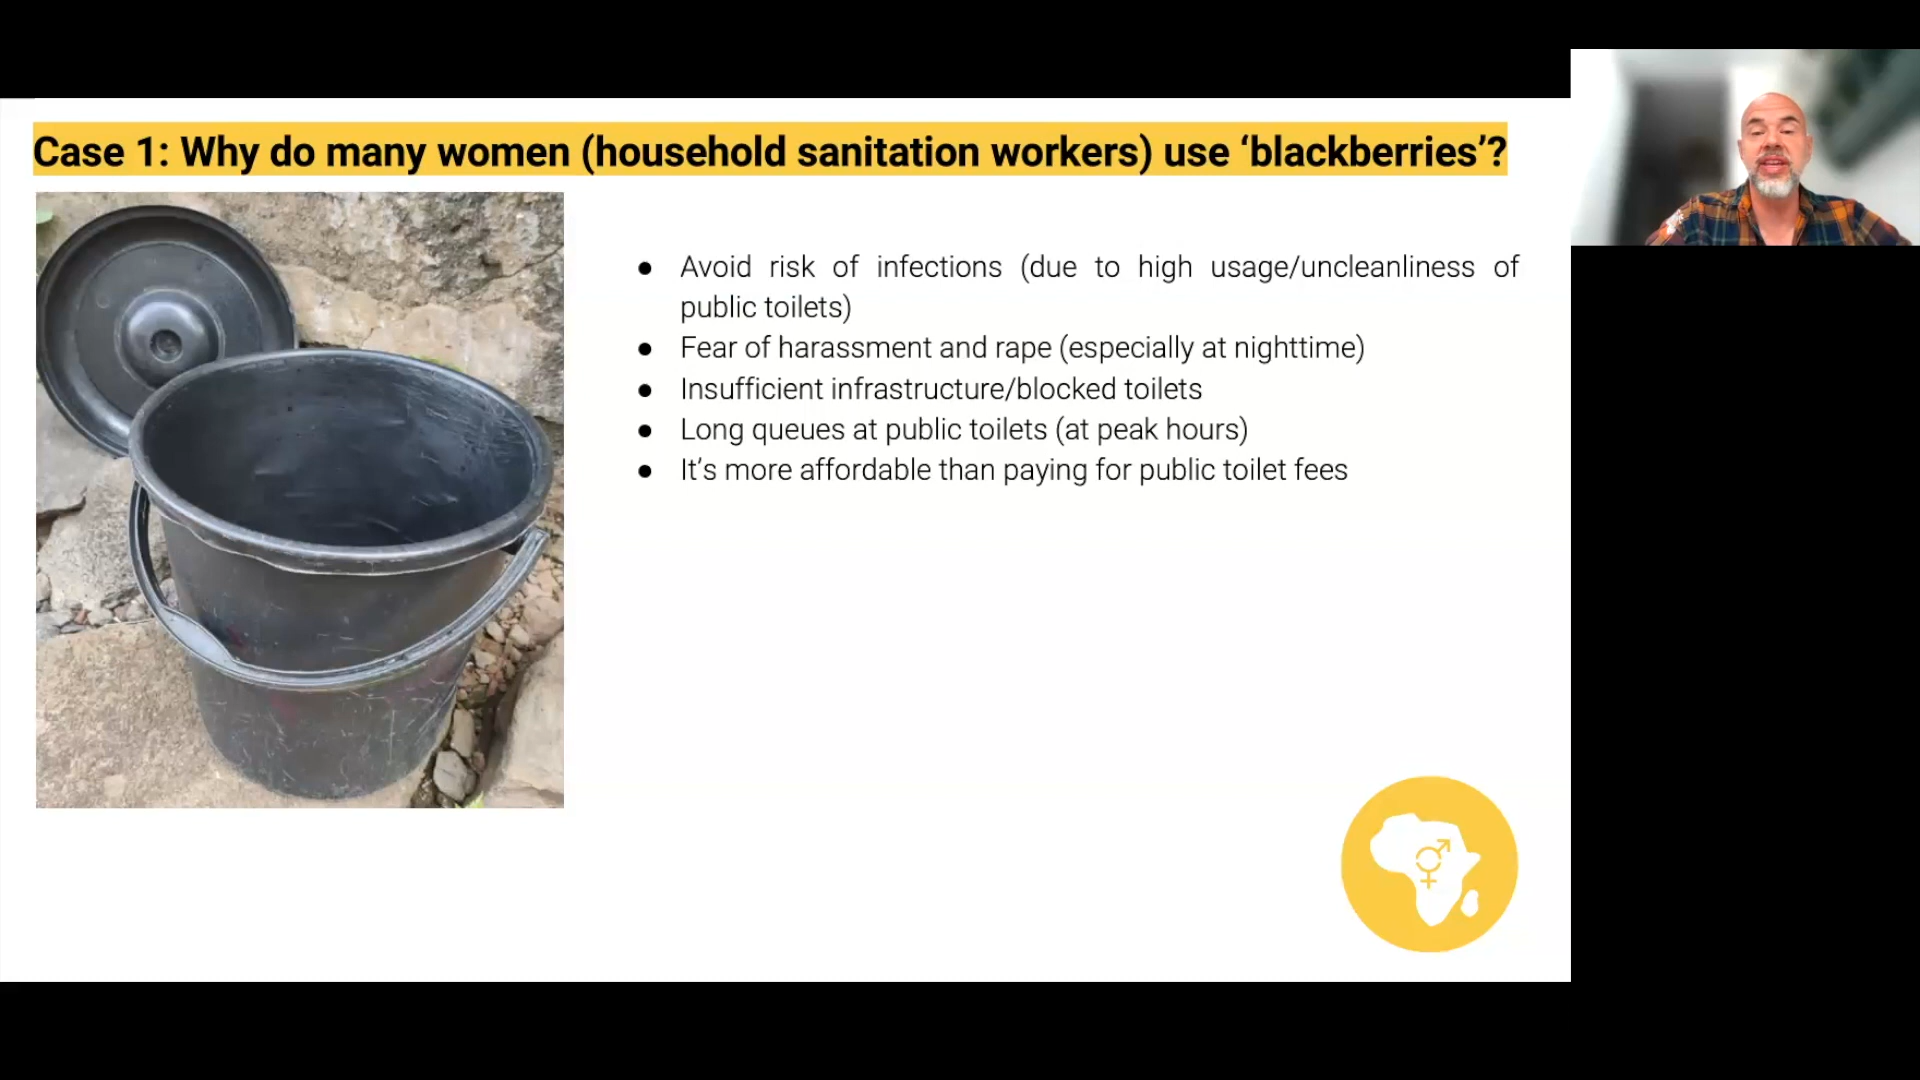 Case 1: Why do many women (household sanitation workers) use ‘blackberries’?
● Avoid risk of infections (due to high usage/uncleanliness of
public toilets)
● Fear of harassment and rape (especially at nighttime)
● Insufficient infrastructure/blocked toilets
● Long queues at public toilets (at peak hours)
● It’s more affordable than paying for public toilet fees